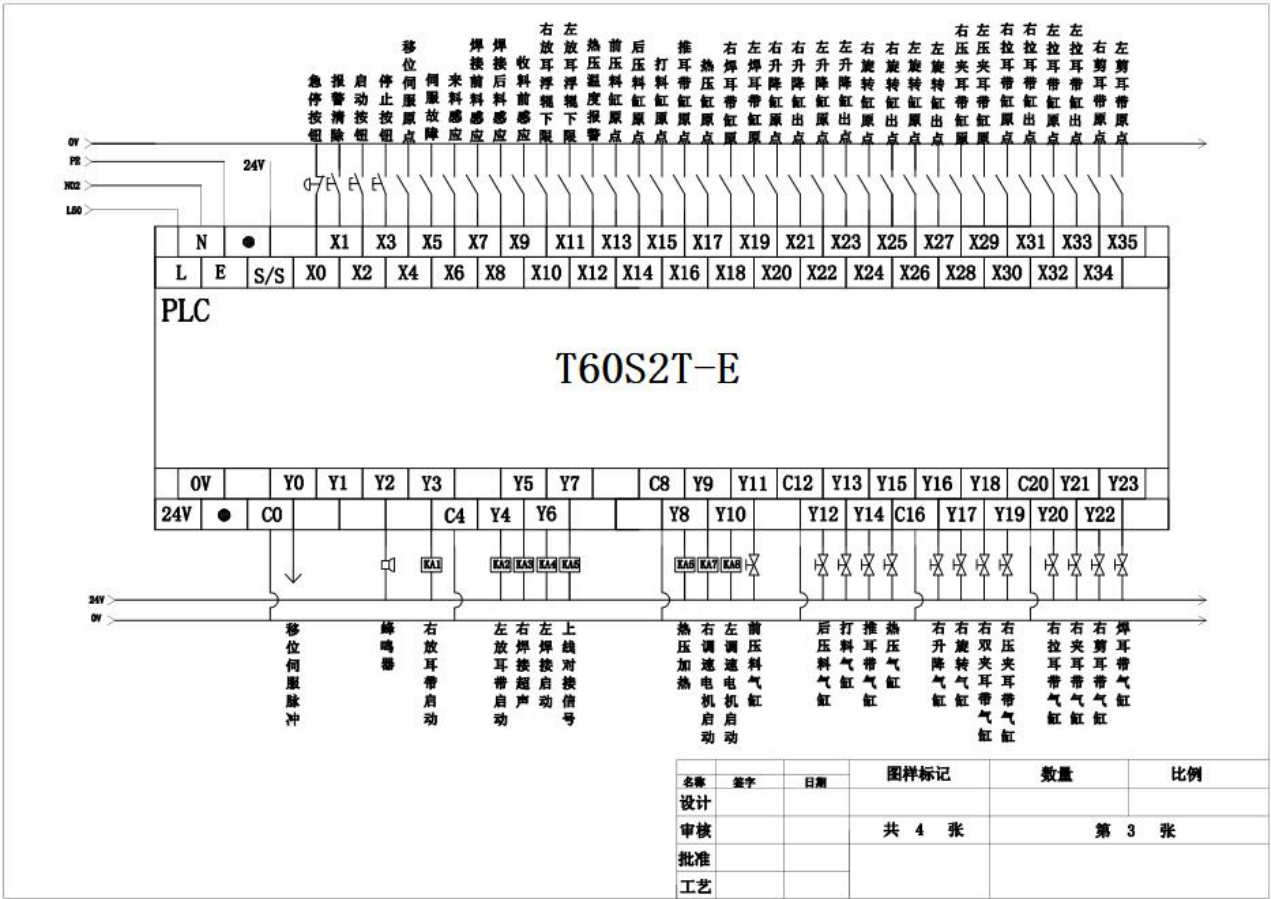 急停按钮
报警清除
启动按钮
停止按钮
移位伺服原点
伺服故障
来料感应
焊接前料感应
焊接后料感应
收料前感应
右放耳浮辊下限
左放耳浮辊下限
热压温度报警
前压料缸原点
后压料缸原点
打料缸原点
推耳带缸原点
热压缸原点
右焊耳带缸原
左焊耳带缸原
右升降缸原点
右升降缸出点
左升降缸原点
左升降缸出点
右旋转缸原点
右旋转缸出点
左旋转缸原点
左旋转缸出点
右压夹耳带缸原
左压夹耳带缸原
右拉耳带缸原点
右拉耳带缸出点
左拉耳带缸原点
左拉耳带缸出点
右剪耳带原点
左剪耳带原点
0V
PE
24V
N02
L50
N X1 X3 X5 X7 X9 X11 X13 X15 X17 X19 X21 X23 X25 X27 X29 X31 X33 X35
L E S/S X0 X2 X4 X6 X8 X10 X12 X14 X16 X18 X20 X22 X24 X26 X28 X30 X32 X34
PLC
T60S2T-E
0V Y0 Y1 Y2 Y3 Y5 Y7 C8 Y9 Y11 C12 Y13 Y15 Y16 Y18 C20 Y21 Y23
24V C0 C4 Y4 Y6 Y8 Y10 Y12 Y14 C16 Y17 Y19 Y20 Y22
KA1 KA2 KA3 KA4 KA5 KA6 KA7 KA8
24V
0V
移位伺服脉冲
蜂鸣器
右放耳带启动
左放耳带启动
右焊接超声
左焊接启动
上线对接信号
热压加热
右调速电机启动
左调速电机启动
前压料气缸
后压料气缸
打料气缸
推耳带气缸
热压气缸
右升降气缸
右旋转气缸
右双夹耳带气缸
右压夹耳带气缸
右拉耳带气缸
右夹耳带气缸
右剪耳带气缸
焊耳带气缸
名称 签字 日期 图样标记 数量 比例
设计
审核 共 4 张 第 3 张
批准
工艺